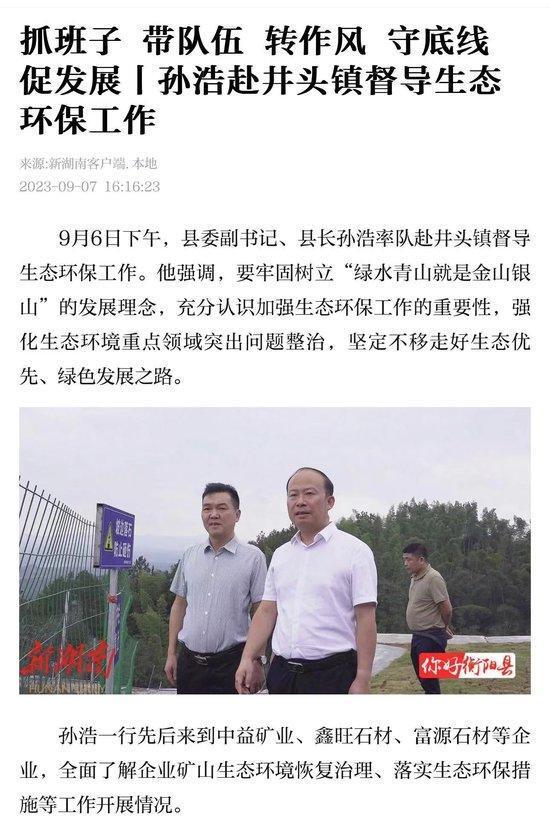 抓班子 带队伍 转作风 守底线
促发展丨孙浩赴井头镇督导生态
环保工作
来源:新湖南客户端. 本地
2023-09-07 16:16:23
9月6日下午，县委副书记、县长孙浩率队赴井头镇督导
生态环保工作。他强调，要牢固树立“绿水青山就是金山银
山”的发展理念，充分认识加强生态环保工作的重要性，强
化生态环境重点领域突出问题整治，坚定不移走好生态优
先、绿色发展之路。
坡边落石
防止砸伤
新湖南
HUNAN
你好衡阳县
孙浩一行先后来到中益矿业、鑫旺石材、富源石材等企
业，全面了解企业矿山生态环境恢复治理、落实生态环保措
施等工作开展情况。